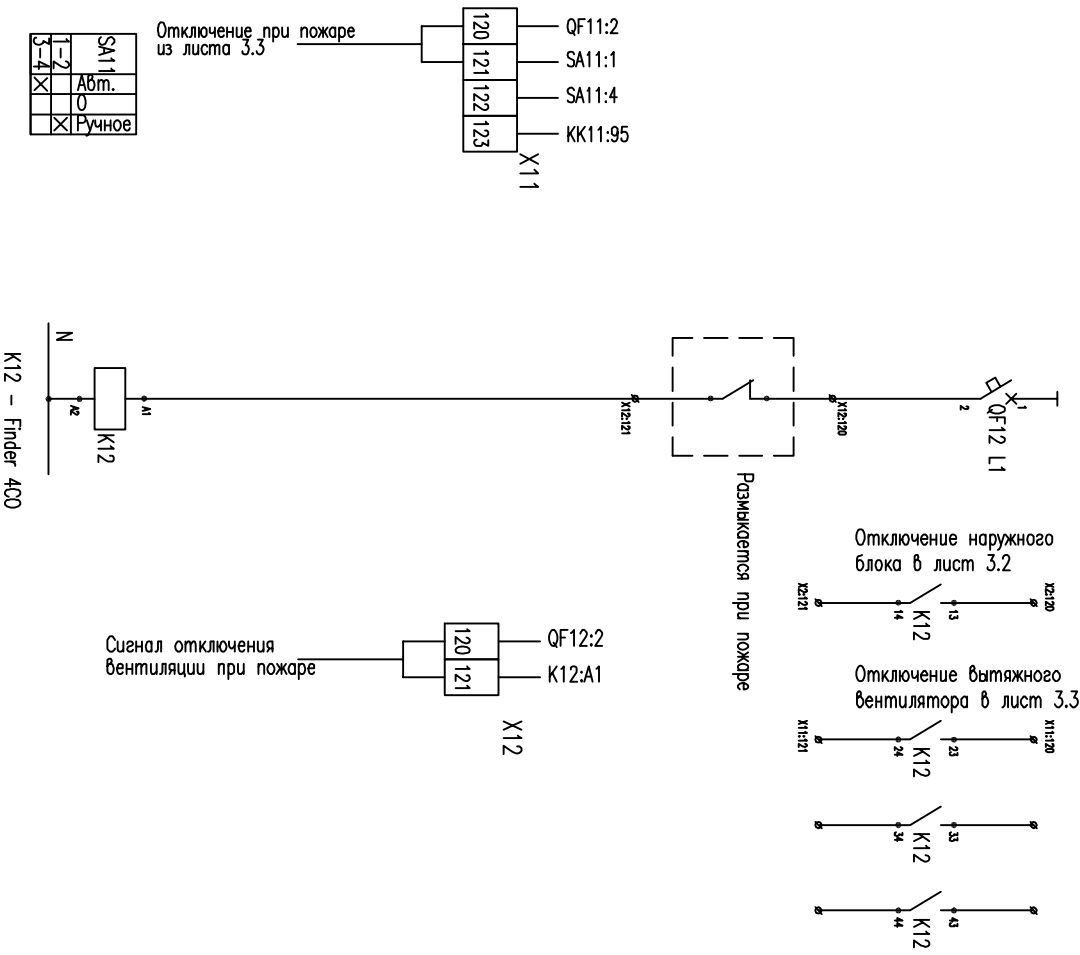 Отключение при пожаре
из листа 3.3
120
121
122
123
QF11:2
SA11:1
SA11:4
KK11:95
X11
SA11
1-2
3-4
Авт.
X
0
Ручное
X
N
A2
K12
A1
X12:121
X12:120
2
1
QF12 L1
K12 - Finder 4CO
Размыкается при пожаре
Отключение наружного
блока в лист 3.2
X2:121
14
K12
13
X2:120
Сигнал отключения
вентиляции при пожаре
120
121
QF12:2
K12:A1
X12
Отключение вытяжного
вентилятора в лист 3.3
X11:121
24
K12
23
X11:120
34
K12
33
44
K12
43